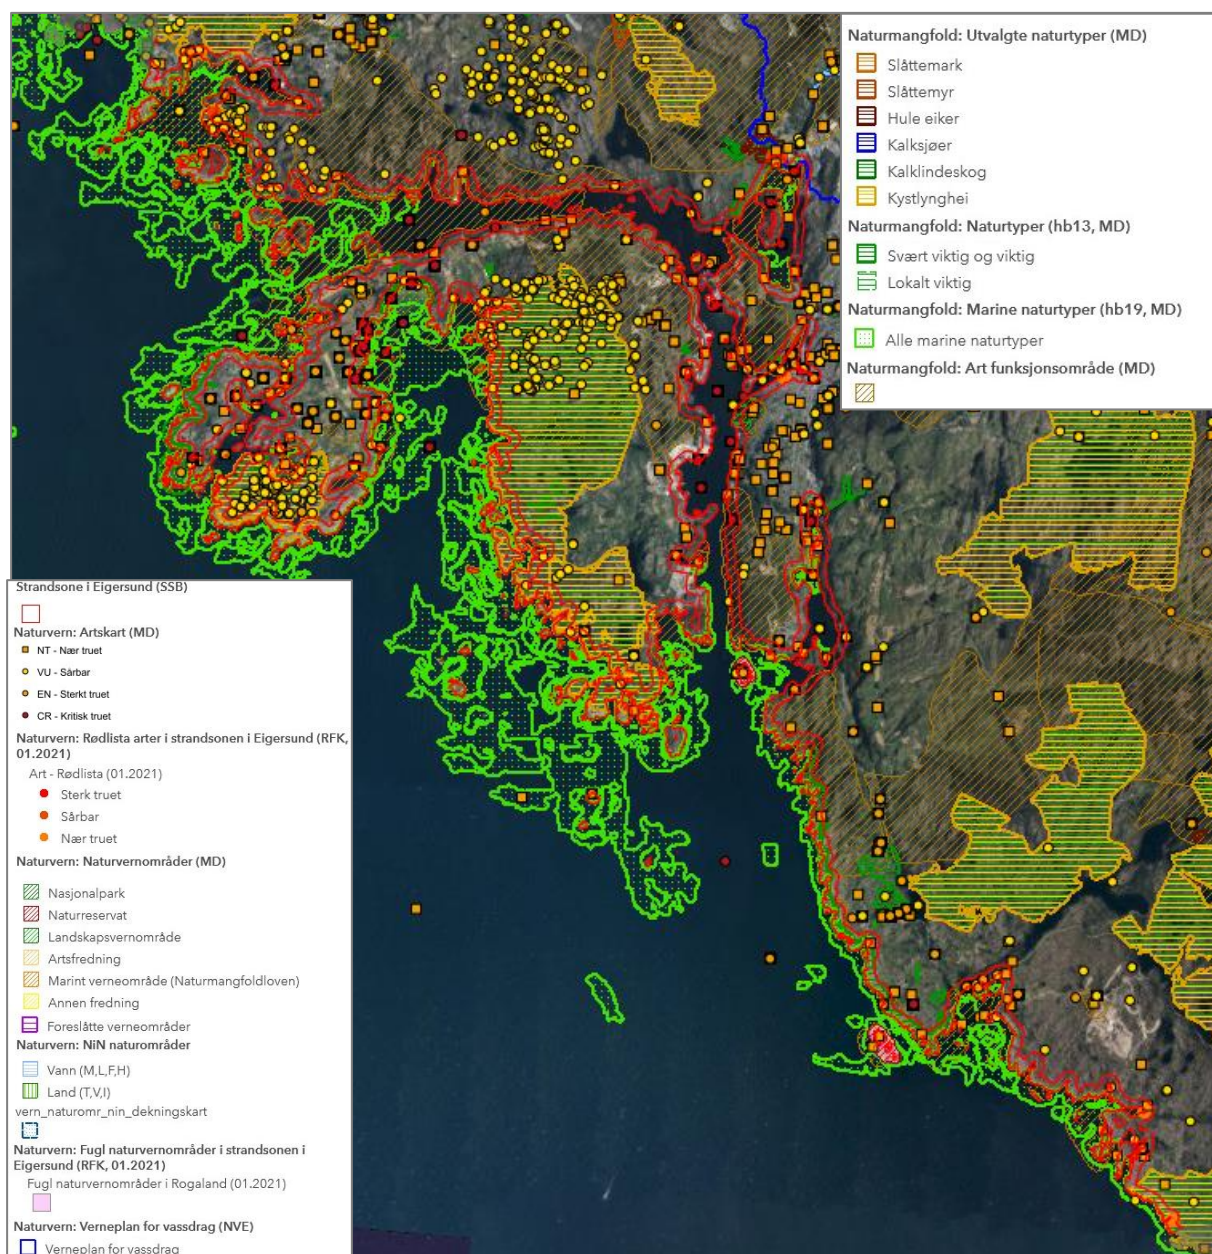 Naturmangfold: Utvalgte naturtyper (MD)
Slåttemark
Slåttemyr
Hule eiker
Kalksjøer
Kalklindeskog
Kystlynghei
Naturmangfold: Naturtyper (hb13, MD)
Svært viktig og viktig
Lokalt viktig
Naturmangfold: Marine naturtyper (hb19, MD)
Alle marine naturtyper
Naturmangfold: Art funksjonsområde (MD)
Strandsone i Eigersund (SSB)
Naturvern: Artskart (MD)
NT - Nær truet
VU - Sårbar
EN - Sterkt truet
CR - Kritisk truet
Naturvern: Rødlista arter i strandsonen i Eigersund (RFK,
01.2021)
Art - Rødlista (01.2021)
Sterk truet
Sårbar
Nær truet
Naturvern: Naturvernområder (MD)
Nasjonalpark
Naturreservat
Landskapsvernområde
Artsfredning
Marint verneområde (Naturmangfoldloven)
Annen fredning
Foreslåtte verneområder
Naturvern: NiN naturområder
Vann (M,L,F,H)
Land (T,V,I)
vern_naturomr_nin_dekningskart
Naturvern: Fugl naturvernområder i strandsonen i
Eigersund (RFK, 01.2021)
Fugl naturvernområder i Rogaland (01.2021)
Naturvern: Verneplan for vassdrag (NVE)
Verneplan for vassdrag